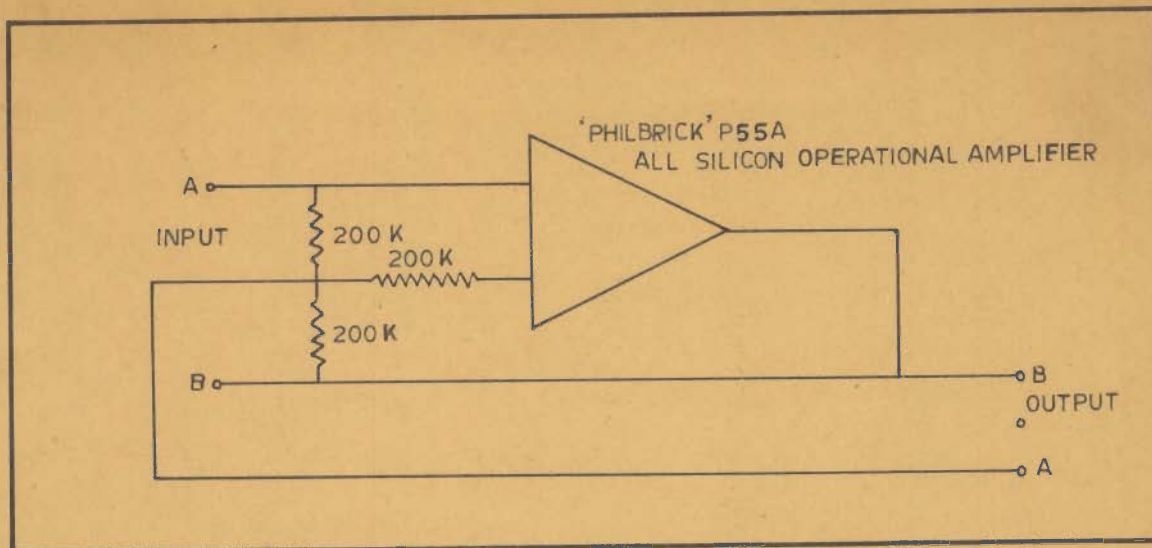 'PHILBRICK' P55A
ALL SILICON OPERATIONAL AMPLIFIER
A
INPUT
200 K
200 K
200 K
B
B
OUTPUT
A